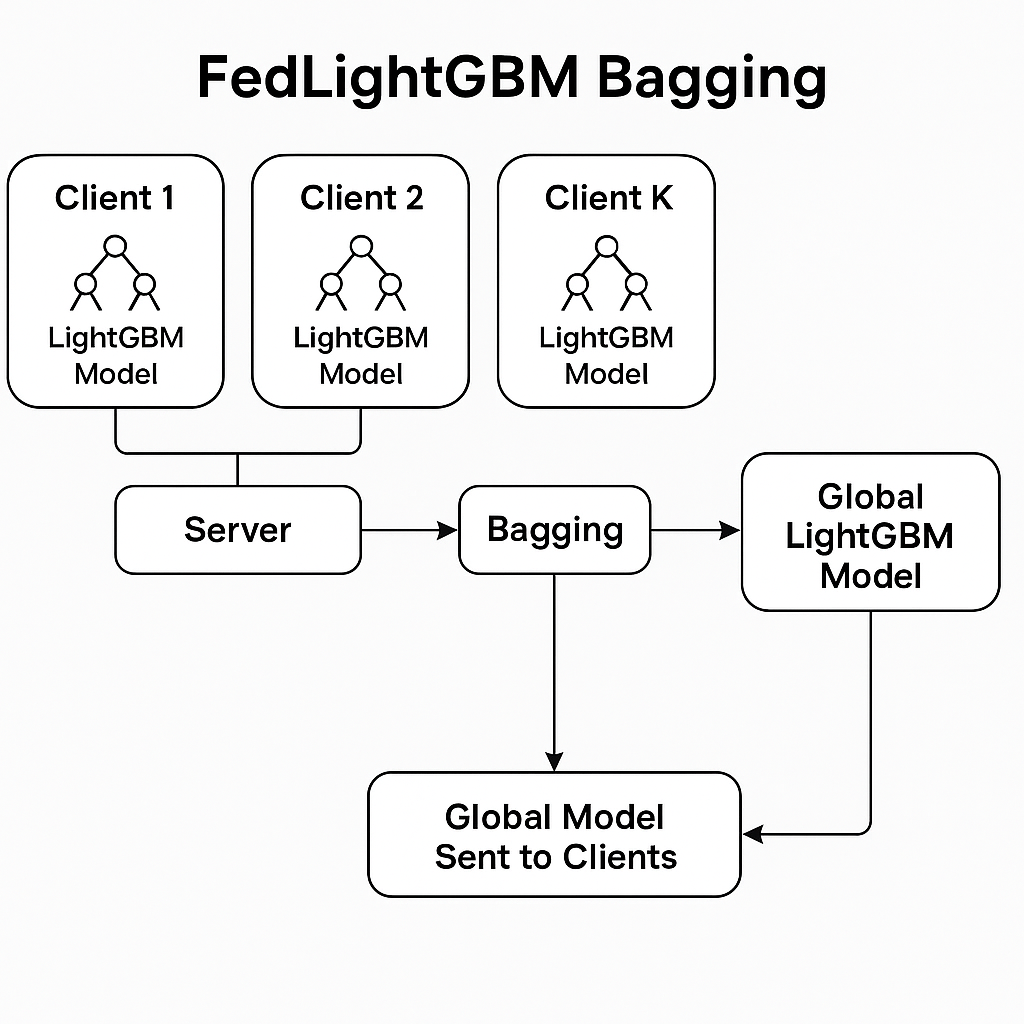 FedLightGBM Bagging
Client 1
LightGBM
Model
Client 2
LightGBM
Model
Client K
LightGBM
Model
Server
Bagging
Global
LightGBM
Model
Global Model
Sent to Clients